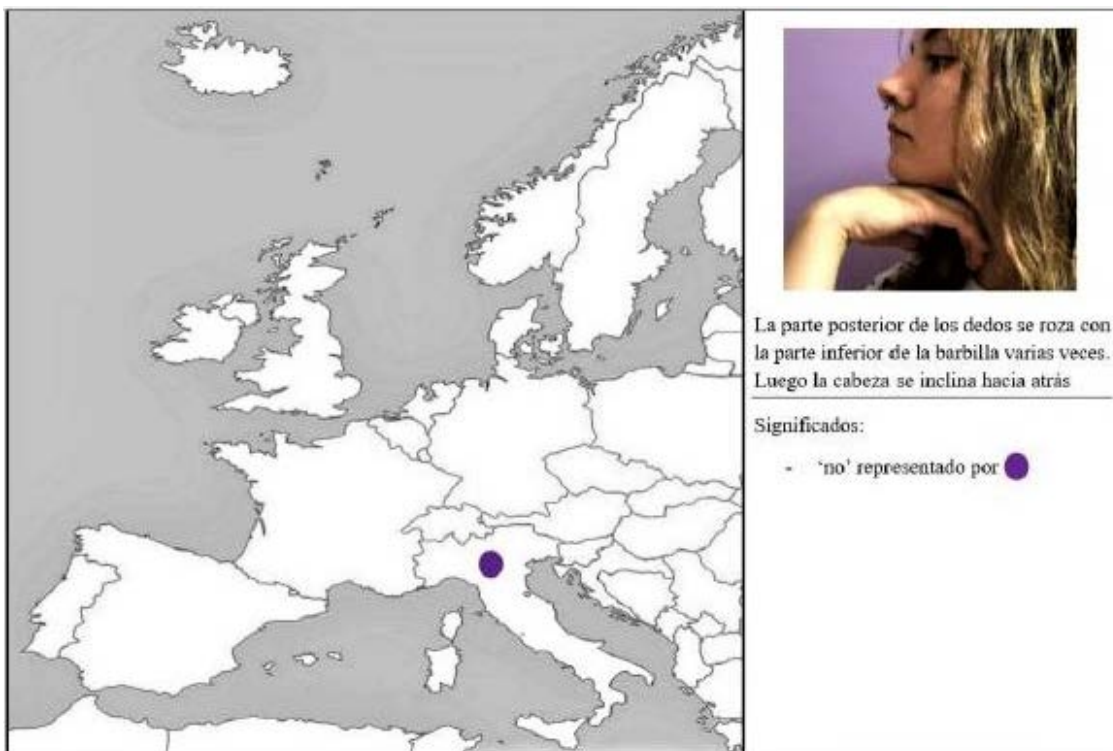 La parte posterior de los dedos se roza con
la parte inferior de la barbilla varias veces.
Luego la cabeza se inclina hacia atrás
Significados:
- 'no' representado por